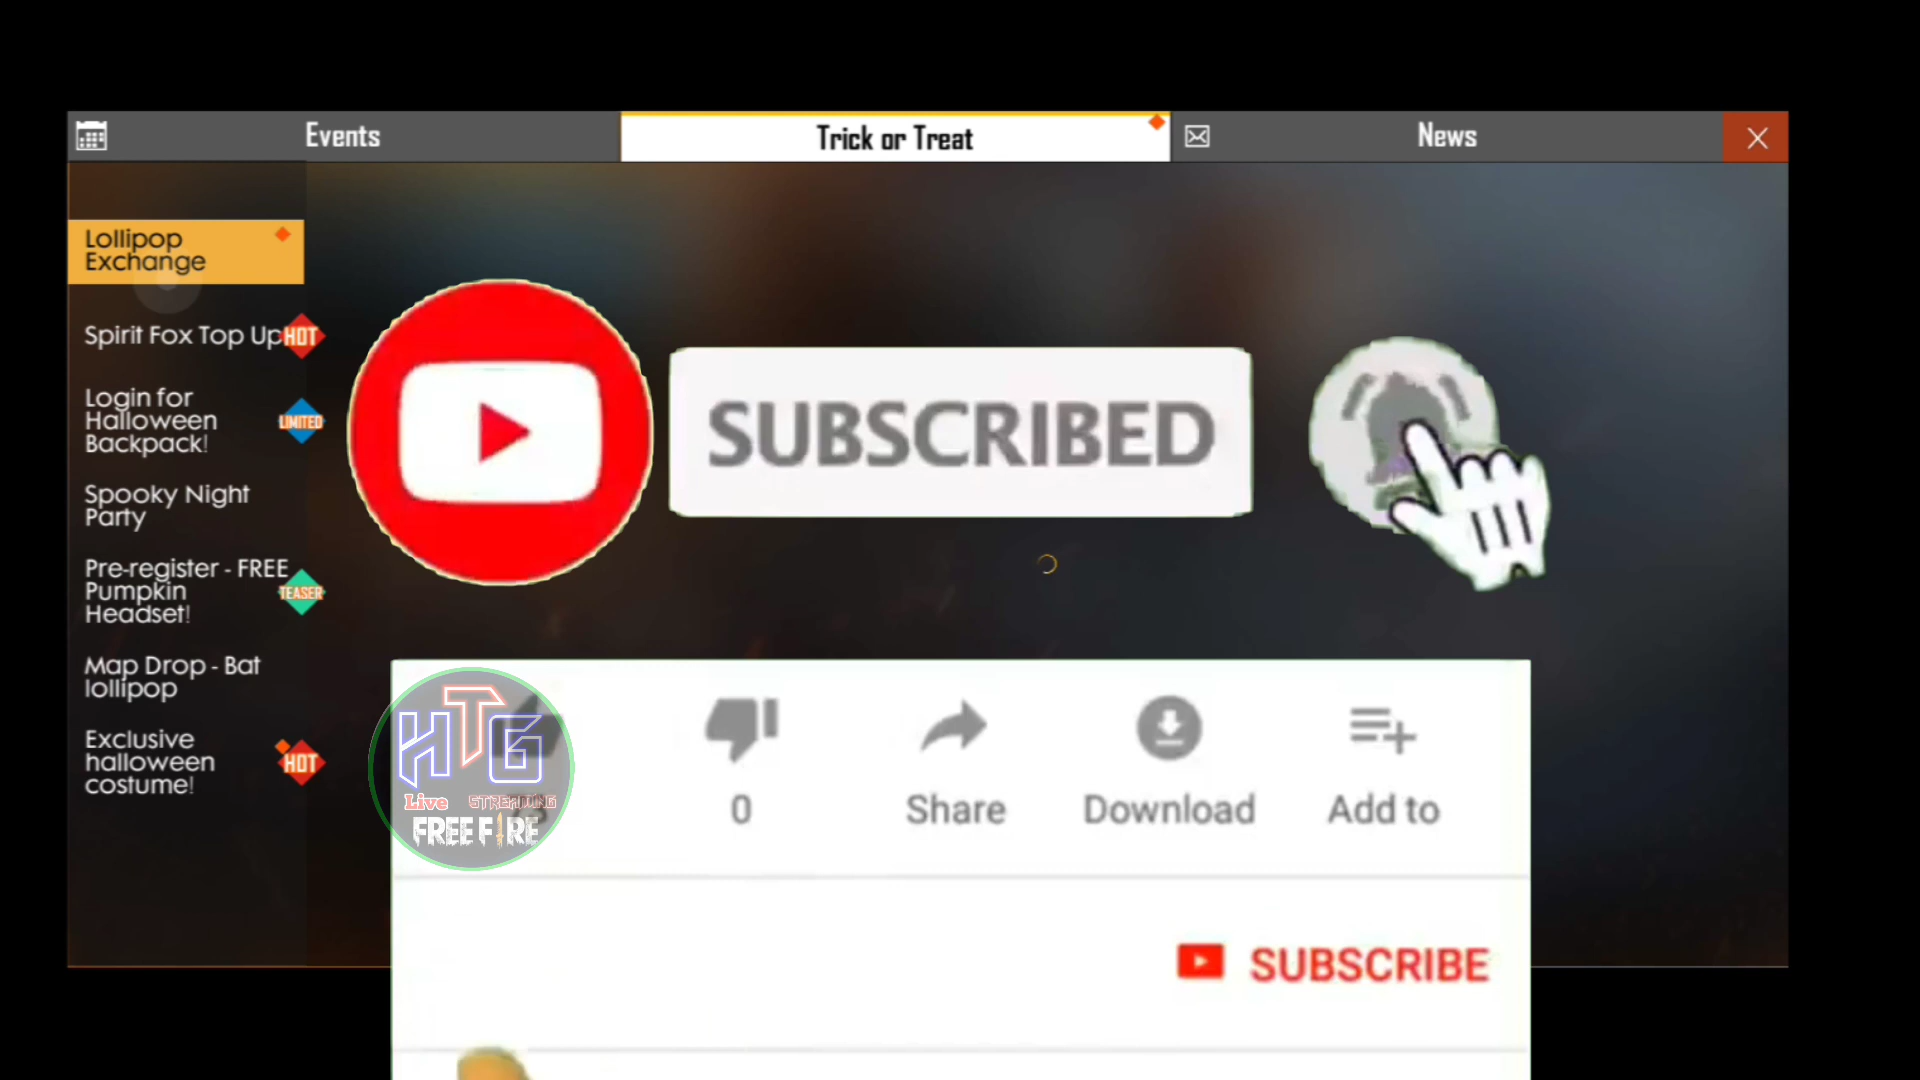 Events
Trick or Treat
News
Lollipop
Exchange
Spirit Fox Top Up
HOT
Login for
Halloween
Backpack!
LIMITED
Spooky Night
Party
Pre-register - FREE
Pumpkin
Headset!
TEASER
Map Drop - Bat
lollipop
Exclusive
halloween
costume!
HOT
SUBSCRIBED
HTG
Live STREAMING
FREE FIRE
73
0
Share
Download
Add to
SUBSCRIBE